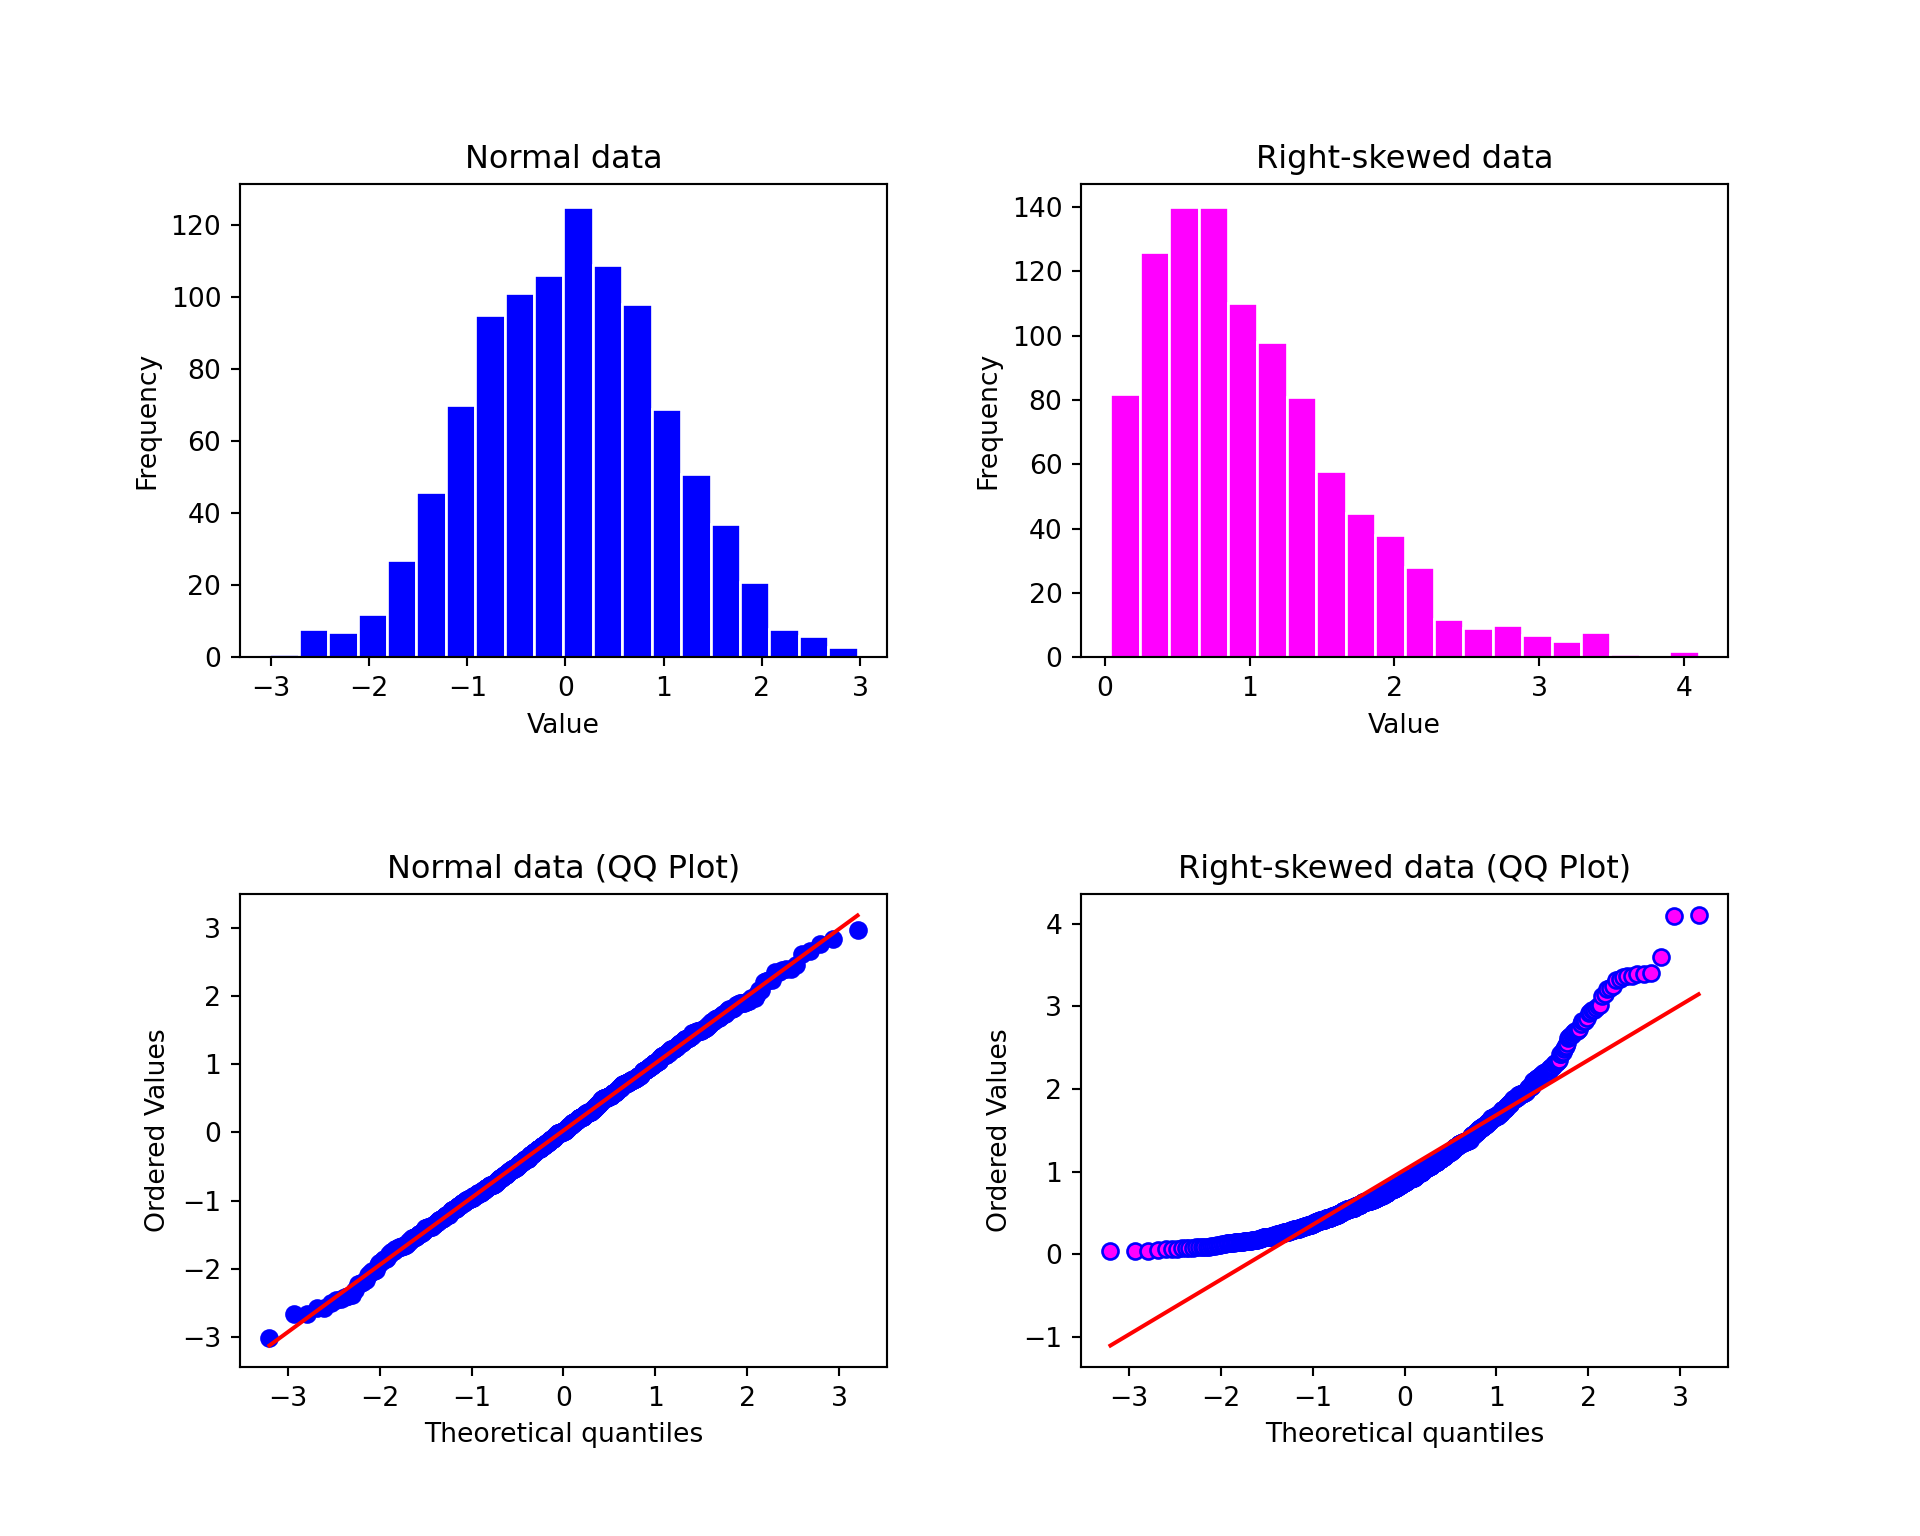 Normal data
Right-skewed data
120
100
80
60
40
20
0
Frequency
−3 −2 −1 0 1 2 3
Value
140
120
100
80
60
40
20
0
Frequency
0 1 2 3 4
Value
Normal data (QQ Plot)
Right-skewed data (QQ Plot)
3
2
1
0
−1
−2
−3
Ordered Values
−3 −2 −1 0 1 2 3
Theoretical quantiles
4
3
2
1
0
−1
Ordered Values
−3 −2 −1 0 1 2 3
Theoretical quantiles